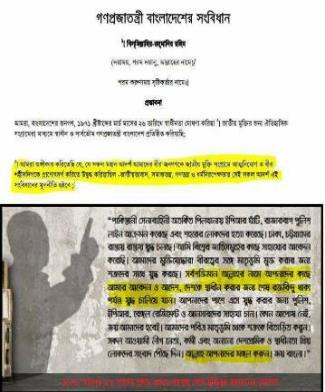 গণপ্রজাতন্ত্রী বাংলাদেশের সংবিধান
[বিসমিল্লাহির-রহমানির রহিম
(দয়াময়, পরম দয়ালু, আল্লাহের নামে)/
পরম করুণাময় সৃষ্টিকর্তার নামে।]
প্রস্তাবনা
আমরা, বাংলাদেশের জনগণ, ১৯৭১ খ্রীষ্টাব্দের মার্চ মাসের ২৬ তারিখে স্বাধীনতা ঘোষণা করিয়া [জাতীয় মুক্তির জন্য ঐতিহাসিক
সংগ্রামের] মাধ্যমে স্বাধীন ও সার্বভৌম গণপ্রজাতন্ত্রী বাংলাদেশ প্রতিষ্ঠিত করিয়াছি;
[আমরা অঙ্গীকার করিতেছি যে, যে সকল মহান আদর্শ আমাদের বীর জনগণকে জাতীয় মুক্তি সংগ্রামে আত্মনিয়োগ ও বীর
শহীদদিগকে প্রাণোৎসর্গ করিতে উদ্বুদ্ধ করিয়াছিল -জাতীয়তাবাদ, সমাজতন্ত্র, গণতন্ত্র ও ধর্মনিরপেক্ষতার সেই সকল আদর্শ এই
সংবিধানের মূলনীতি হইবে;]
"পাকিস্তানী সেনাবাহিনী অতর্কিত পিলখানায় ইপিআর ঘাঁটি, রাজারবাগ পুলিশ
লাইন আক্রমণ করেছে এবং শহরের লোকদের হত্যা করেছে। ঢাকা, চট্টগ্রামের
রাস্তায় রাস্তায় যুদ্ধ চলছে। আমি বিশ্বের জাতিসমূহের কাছে সাহায্যের আবেদন
করেছি। আমাদের মুক্তিযোদ্ধারা বীরত্বের সঙ্গে মাতৃভূমি মুক্ত করার জন্য
শত্রুদের সাথে যুদ্ধ করছে। সর্বশক্তিমান আল্লাহর নামে আপনাদের কাছে
আমার আবেদন ও আদেশ, দেশকে স্বাধীন করার জন্য শেষ রক্তবিন্দু থাকা
পর্যন্ত যুদ্ধ চালিয়ে যান। আপনাদের পাশে এসে যুদ্ধ করার জন্য পুলিশ,
ইপিআর, বেঙ্গল রেজিমেন্ট ও আনসারদের সাহায্য চান। কোন আপোষ নেই,
জয় আমাদের হবেই। আমাদের পবিত্র মাতৃভূমি থেকে শত্রুকে বিতাড়িত করুন।
সকল আওয়ামী লীগ নেতা, কর্মী এবং অন্যান্য দেশপ্রেমিক ও স্বাধীনতা প্রিয়
লোকদের এ সংবাদ পৌঁছে দিন। আল্লাহ আপনাদের মঙ্গল করুন। জয় বাংলা।"